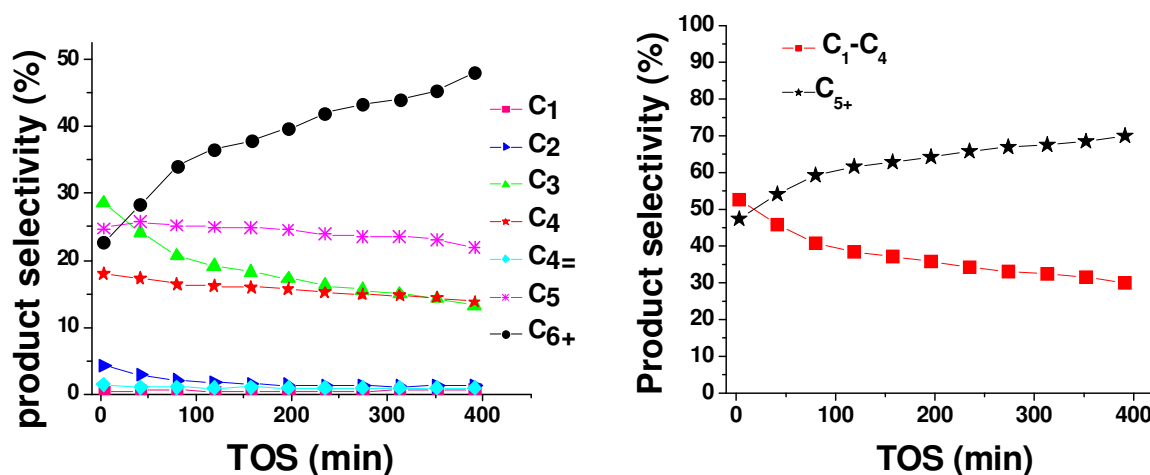 product selectivity (%)
50
40
30
20
10
0
0 100 200 300 400
TOS (min)
C1
C2
C3
C4
C4=
C5
C6+
Product selectivity (%)
100
90
80
70
60
50
40
30
20
10
0
0 100 200 300 400
TOS (min)
C1-C4
C5+